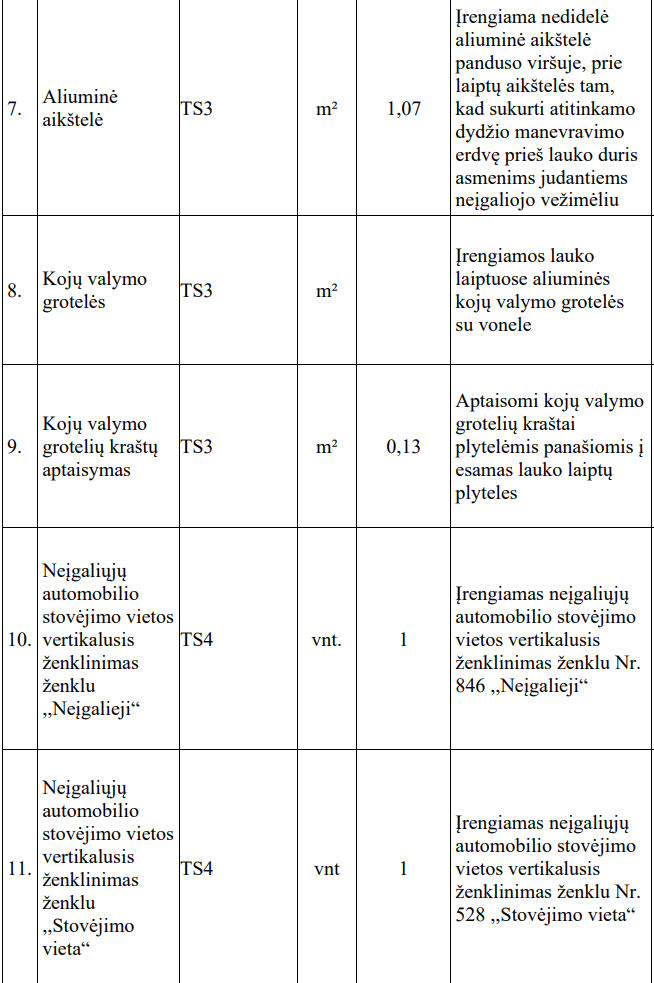 7.
Aliuminė
aikštelė
TS3
m²
1,07
Įrengiama nedidelė
aliuminė aikštelė
panduso viršuje, prie
laiptų aikštelės tam,
kad sukurti atitinkamo
dydžio manevravimo
erdvę prieš lauko duris
asmenims judantiems
neįgaliojo vežimėliu
8.
Kojų valymo
grotelės
TS3
m²
Įrengiamos lauko
laiptuose aliuminės
kojų valymo grotelės
su vonele
9.
Kojų valymo
grotelių kraštų
aptaisymas
TS3
m²
0,13
Aptaisomi kojų valymo
grotelių kraštai
plytelėmis panašiomis į
esamas lauko laiptų
plyteles
10.
Neįgaliųjų
automobilio
stovėjimo vietos
vertikalusis
ženklinimas
ženklu
,,Neįgalieji“
TS4
vnt.
1
Įrengiamas neįgaliųjų
automobilio stovėjimo
vietos vertikalusis
ženklinimas ženklu Nr.
846 ,,Neįgalieji“
11.
Neįgaliųjų
automobilio
stovėjimo vietos
vertikalusis
ženklinimas
ženklu
,,Stovėjimo
vieta“
TS4
vnt
1
Įrengiamas neįgaliųjų
automobilio stovėjimo
vietos vertikalusis
ženklinimas ženklu Nr.
528 ,,Stovėjimo vieta“